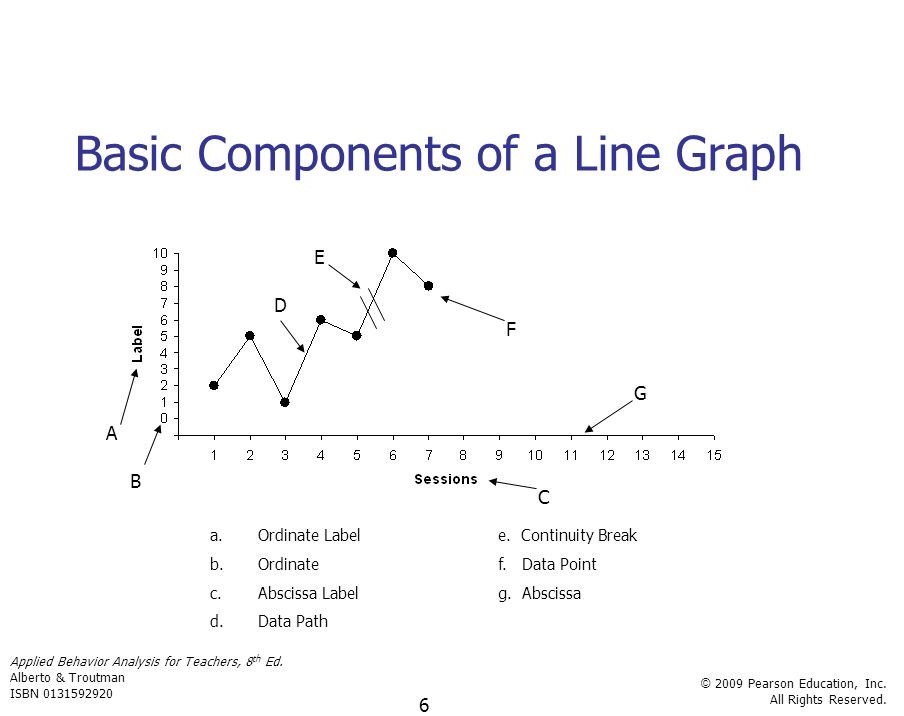 Basic Components of a Line Graph
E
10
9
8
7
6
5
4
3
2
1
0
D
F
Label
G
A
B
1 2 3 4 5 6 7 8 9 10 11 12 13 14 15
Sessions
C
a. Ordinate Label
b. Ordinate
c. Abscissa Label
d. Data Path
e. Continuity Break
f. Data Point
g. Abscissa
Applied Behavior Analysis for Teachers, 8th Ed.
Alberto & Troutman
ISBN 0131592920
6
© 2009 Pearson Education, Inc.
All Rights Reserved.